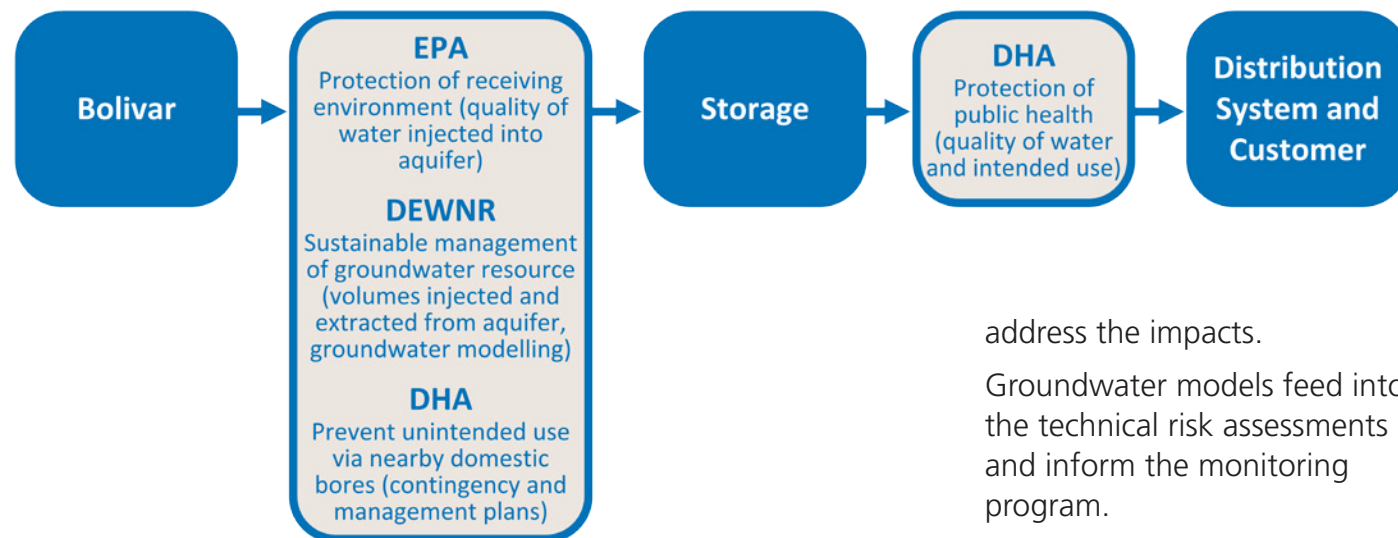 Bolivar
EPA
Protection of receiving
environment (quality of
water injected into
aquifer)
DEWNR
Sustainable management
of groundwater resource
(volumes injected and
extracted from aquifer,
groundwater modelling)
DHA
Prevent unintended use
via nearby domestic
bores (contingency and
management plans)
Storage
DHA
Protection of
public health
(quality of water
and intended use)
Distribution
System and
Customer
address the impacts.
Groundwater models feed into
the technical risk assessments
and inform the monitoring
program.